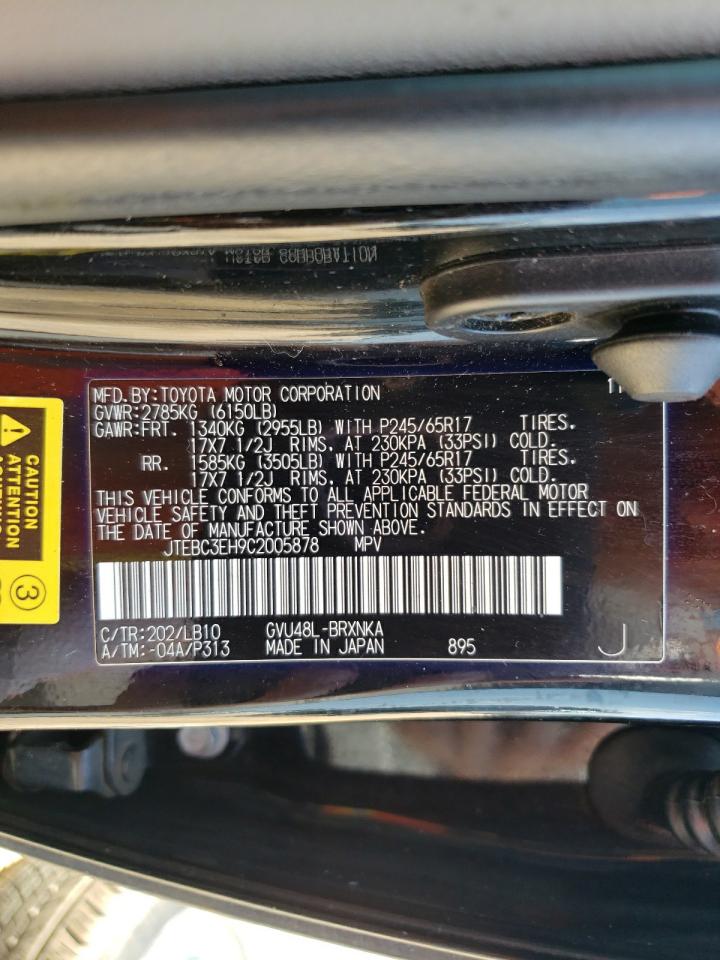 MFD.BY:TOYOTA MOTOR CORPORATION 11
GVWR:2785KG (6150LB)
GAWR:FRT. 1340KG (2955LB) WITH P245/65R17 TIRES.
17X7 1/2J RIMS, AT 230KPA (33PSI) COLD.
RR. 1585KG (3505LB) WITH P245/65R17 TIRES.
17X7 1/2J RIMS, AT 230KPA (33PSI) COLD.
THIS VEHICLE CONFORMS TO ALL APPLICABLE FEDERAL MOTOR
VEHICLE SAFETY AND THEFT PREVENTION STANDARDS IN EFFECT ON
THE DATE OF MANUFACTURE SHOWN ABOVE.
JTEBC3EH9C2005878 MPV
C/TR:202/LB10 GVU48L-BRXNKA
A/TM:-04A/P313 MADE IN JAPAN 895 J
CAUTION
ATTENTION
3